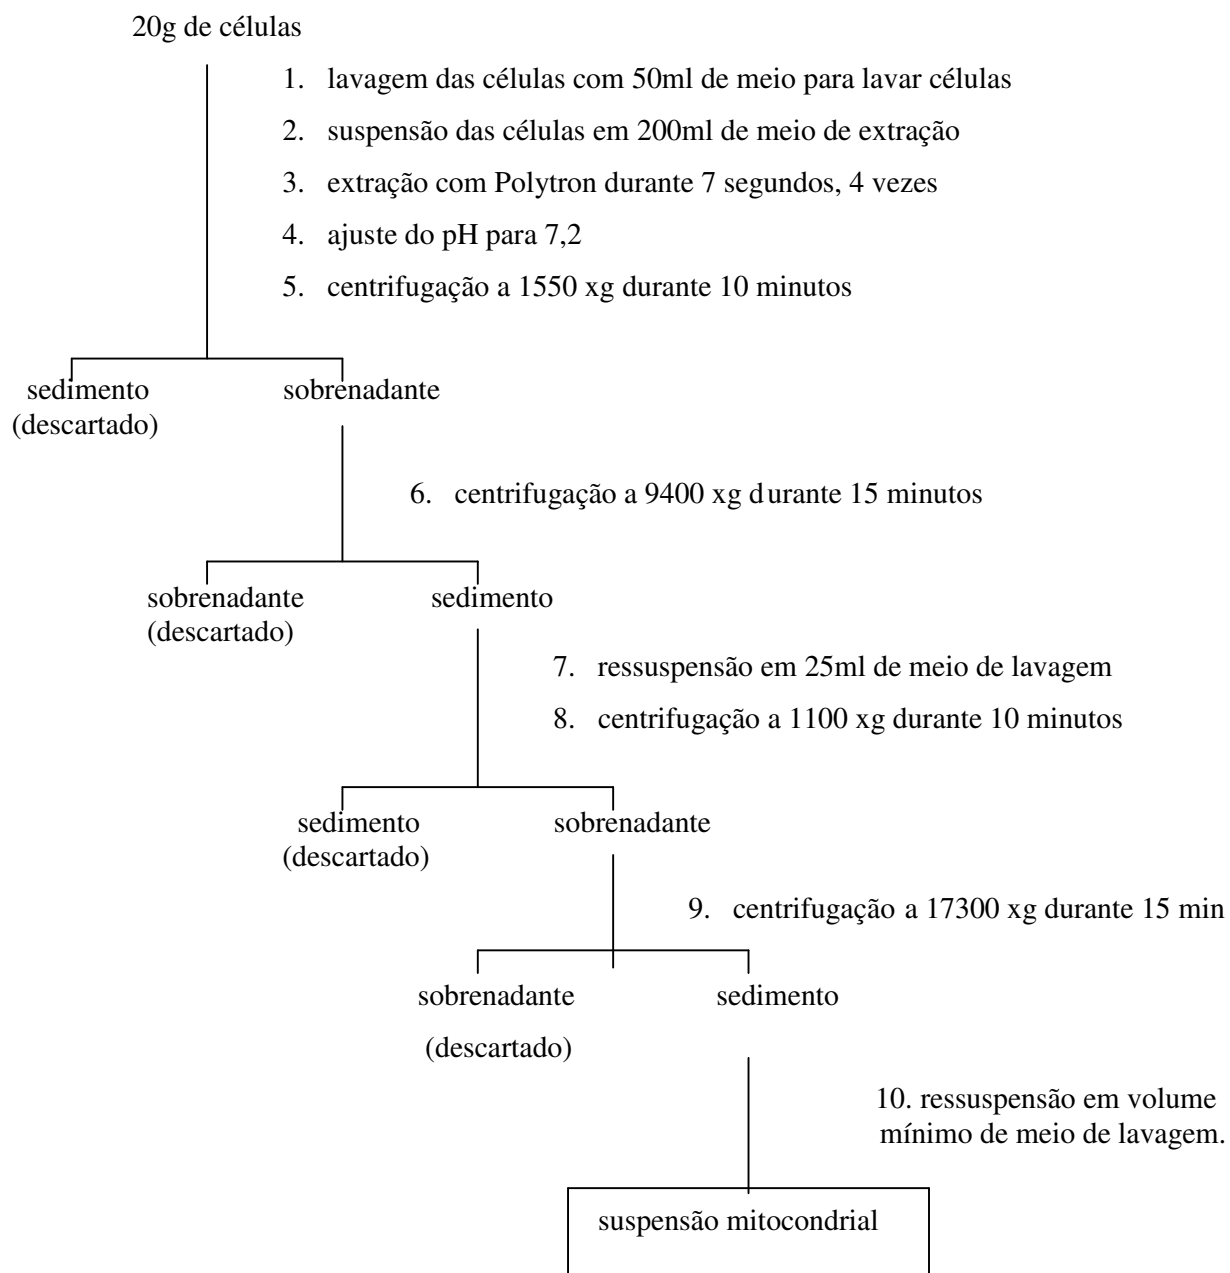 20g de células
1. lavagem das células com 50ml de meio para lavar células
2. suspensão das células em 200ml de meio de extração
3. extração com Polytron durante 7 segundos, 4 vezes
4. ajuste do pH para 7,2
5. centrifugação a 1550 xg durante 10 minutos
sedimento sobrenadante
(descartado)
6. centrifugação a 9400 xg durante 15 minutos
sobrenadante sedimento
(descartado)
7. ressuspensão em 25ml de meio de lavagem
8. centrifugação a 1100 xg durante 10 minutos
sedimento sobrenadante
(descartado)
9. centrifugação a 17300 xg durante 15 min
sobrenadante sedimento
(descartado)
10. ressuspensão em volume
mínimo de meio de lavagem.
suspensão mitocondrial